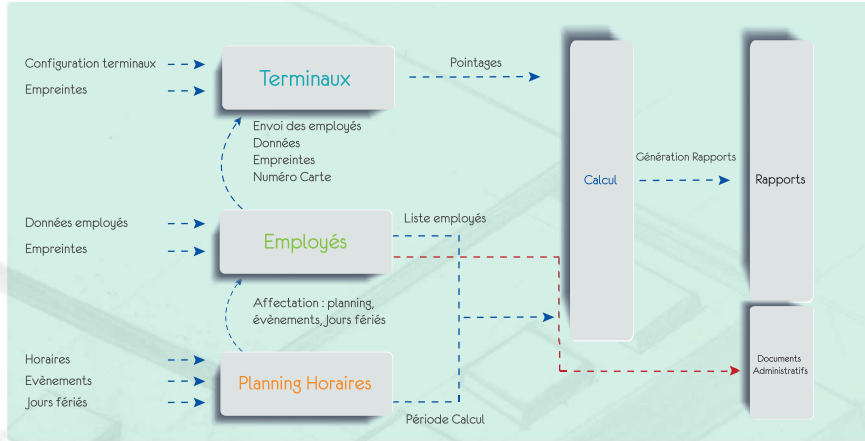 Configuration terminaux
Empreintes
Terminaux
Pointages
Envoi des employés
Données
Empreintes
Numéro Carte
Calcul
Génération Rapports
Rapports
Données employés
Empreintes
Employés
Liste employés
Affectation : planning,
évènements, Jours fériés
Horaires
Evènements
Jours fériés
Planning Horaires
Période Calcul
Documents
Administratifs